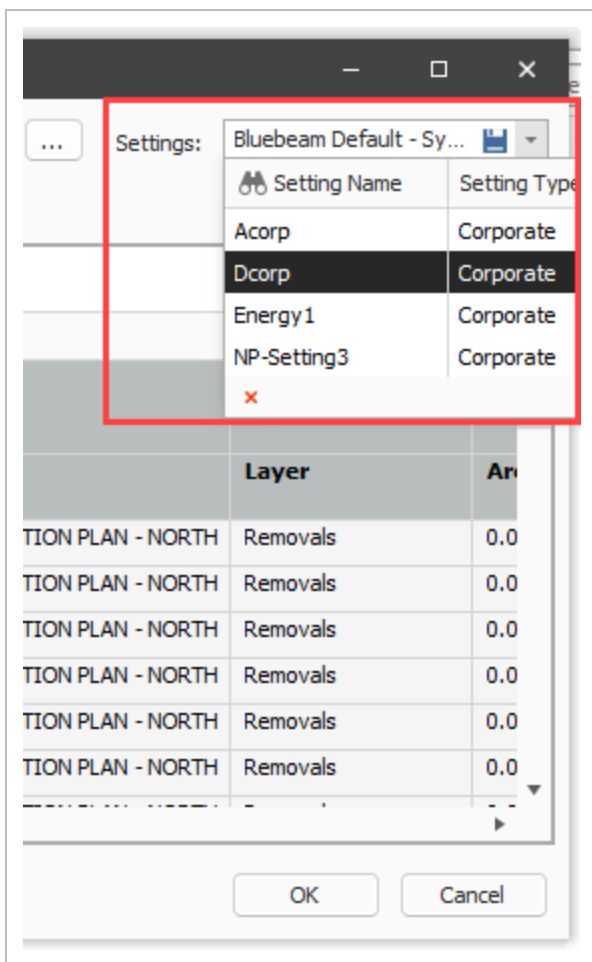 ... Settings: Bluebeam Default - Sy...
Setting Name Setting Type
Acorp Corporate
Dcorp Corporate
Energy1 Corporate
NP-Setting3 Corporate
Layer Are
TION PLAN - NORTH Removals 0.0
TION PLAN - NORTH Removals 0.0
TION PLAN - NORTH Removals 0.0
TION PLAN - NORTH Removals 0.0
TION PLAN - NORTH Removals 0.0
TION PLAN - NORTH Removals 0.0
OK Cancel